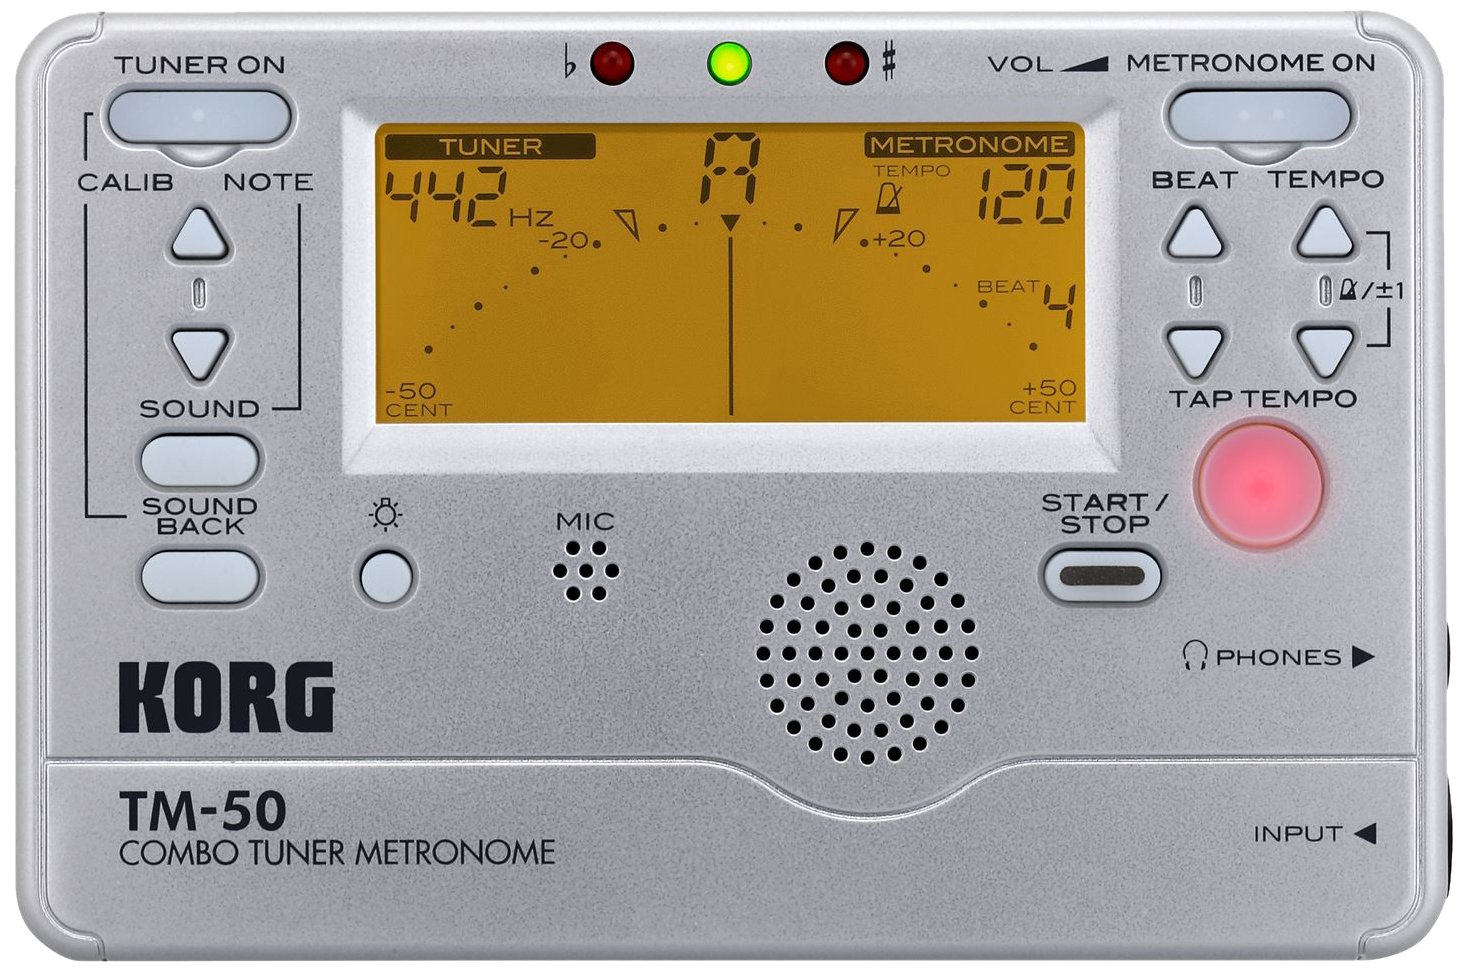 TUNER ON
♭
♯
VOL
METRONOME ON
TUNER
A
METRONOME
442 Hz
TEMPO
120
CALIB
NOTE
BEAT
TEMPO
-20
+20
BEAT 4
/±1
-50
CENT
+50
CENT
SOUND
TAP TEMPO
SOUND
BACK
MIC
START /
STOP
PHONES
KORG
TM-50
COMBO TUNER METRONOME
INPUT